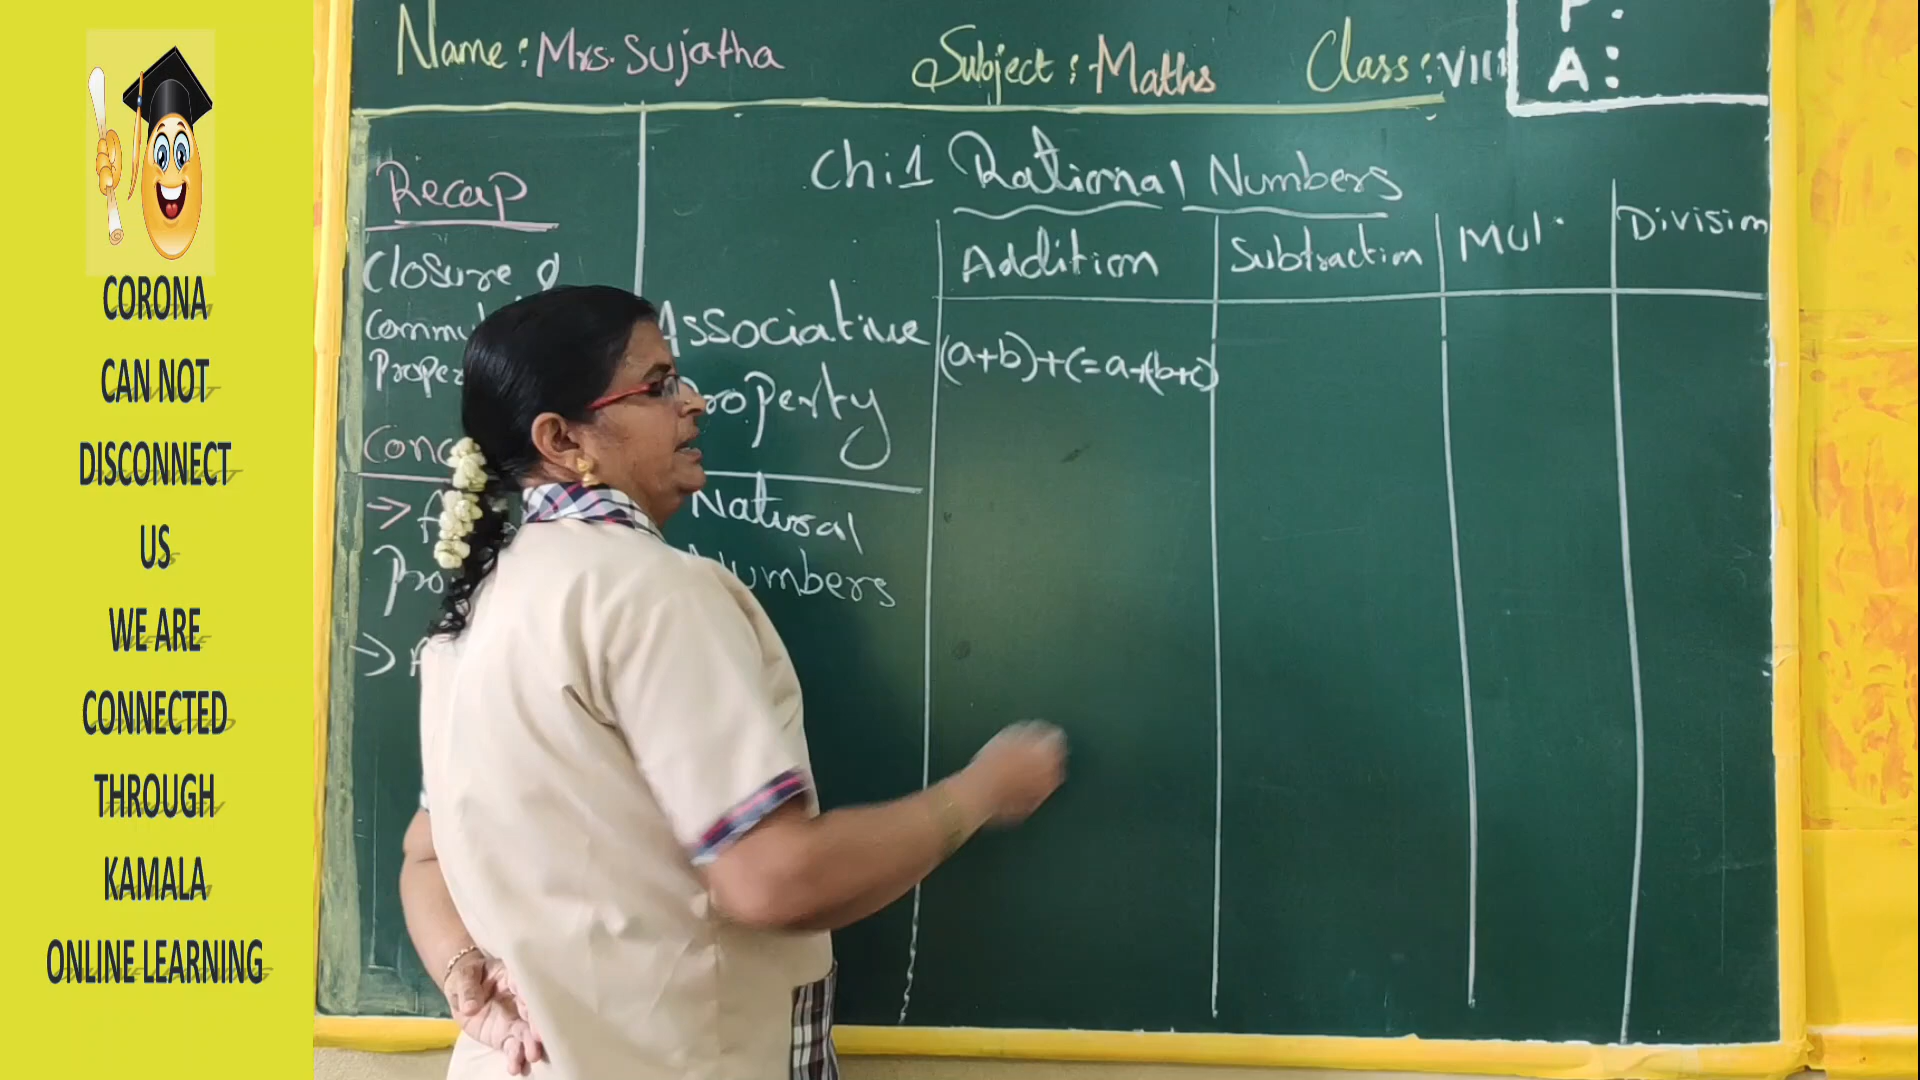 CORONA
CAN NOT
DISCONNECT
US
WE ARE
CONNECTED
THROUGH
KAMALA
ONLINE LEARNING
Name: Mrs. Sujatha Subject: Maths Class: VIII
P:
A:
Recap
Closure &
Ch:1 Rational Numbers
Addition Subtraction Mul. Division
Associative
Property
(a+b)+c=a+(b+c)
Natural
Numbers